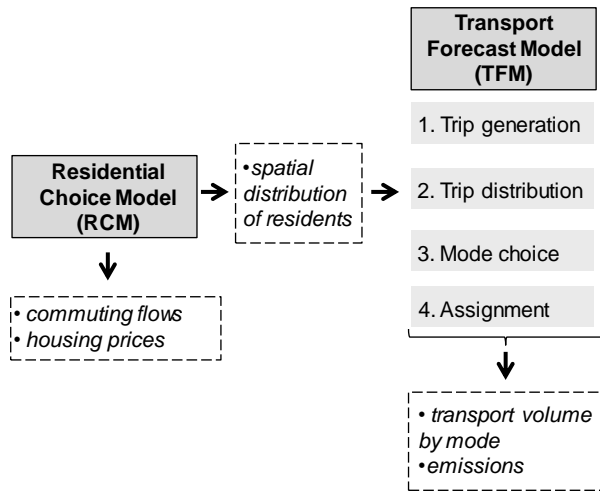 Transport
Forecast Model
(TFM)
1. Trip generation
Residential
Choice Model
(RCM)
•spatial
distribution
of residents
2. Trip distribution
3. Mode choice
4. Assignment
• commuting flows
• housing prices
• transport volume
by mode
•emissions